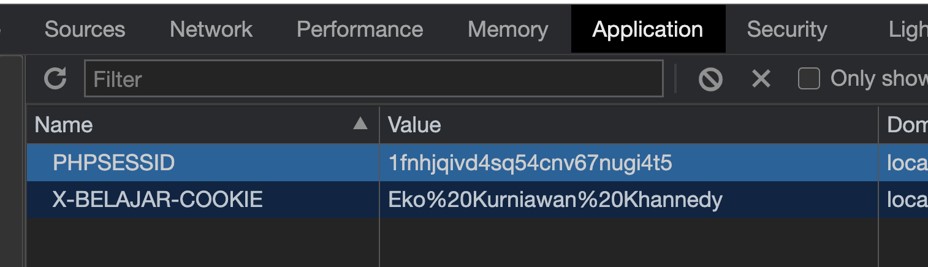 Sources Network Performance Memory Application Security Ligh
Filter Only show
Name Value Dom
PHPSESSID 1fnhjqivd4sq54cnv67nugi4t5 loca
X-BELAJAR-COOKIE Eko%20Kurniawan%20Khannedy loca